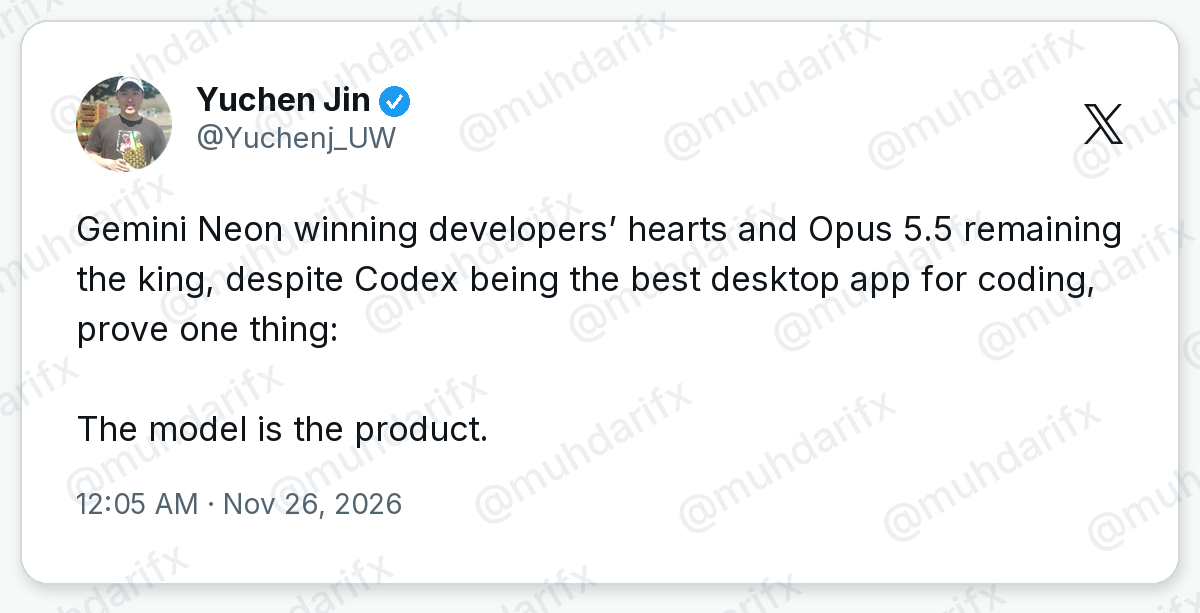 Yuchen Jin
@Yuchenj_UW
Gemini Neon winning developers’ hearts and Opus 5.5 remaining
the king, despite Codex being the best desktop app for coding,
prove one thing:
The model is the product.
12:05 AM · Nov 26, 2026
@muhdarifx